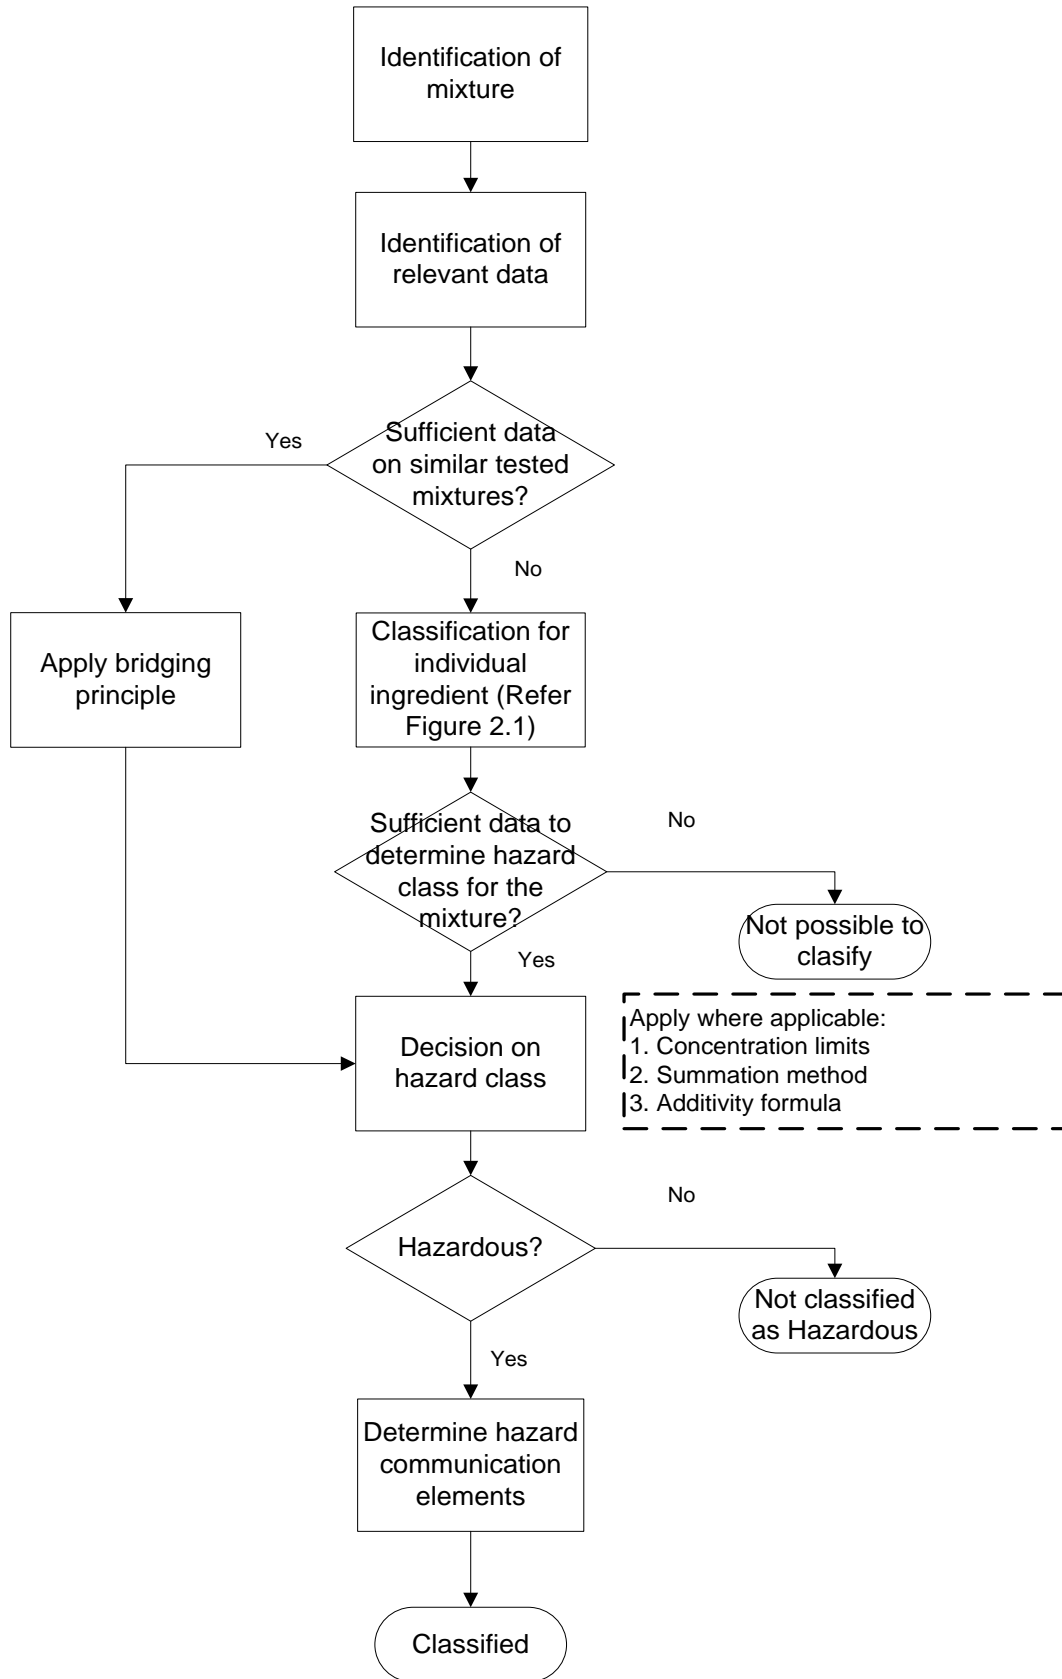 Identification of
mixture
Identification of
relevant data
Sufficient data
on similar tested
mixtures?
Yes
No
Apply bridging
principle
Classification for
individual
ingredient (Refer
Figure 2.1)
Sufficient data to
determine hazard
class for the
mixture?
No
Not possible to
clasify
Yes
Decision on
hazard class
Apply where applicable:
1. Concentration limits
2. Summation method
3. Additivity formula
Hazardous?
No
Not classified
as Hazardous
Yes
Determine hazard
communication
elements
Classified